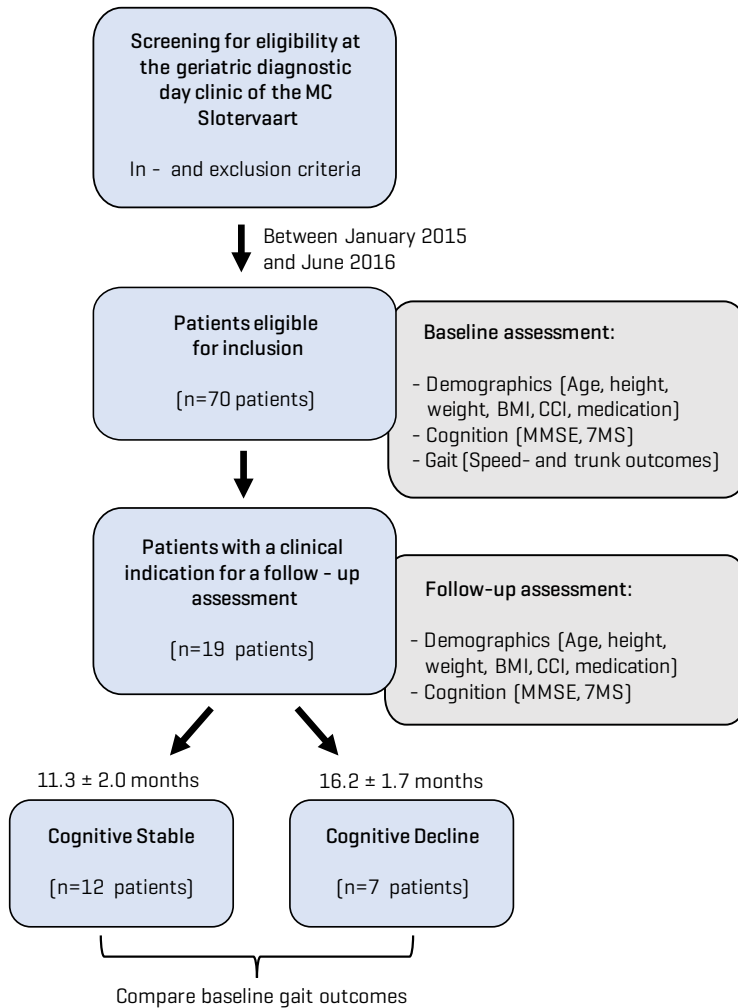 Screening for eligibility at
the geriatric diagnostic
day clinic of the MC
Slotervaart
In - and exclusion criteria
Between January 2015
and June 2016
Patients eligible
for inclusion
(n=70 patients)
Baseline assessment:
- Demographics (Age, height,
weight, BMI, CCI, medication)
- Cognition (MMSE, 7MS)
- Gait (Speed- and trunk outcomes)
Patients with a clinical
indication for a follow - up
assessment
(n=19 patients)
Follow-up assessment:
- Demographics (Age, height,
weight, BMI, CCI, medication)
- Cognition (MMSE, 7MS)
11.3 ± 2.0 months
Cognitive Stable
(n=12 patients)
16.2 ± 1.7 months
Cognitive Decline
(n=7 patients)
Compare baseline gait outcomes